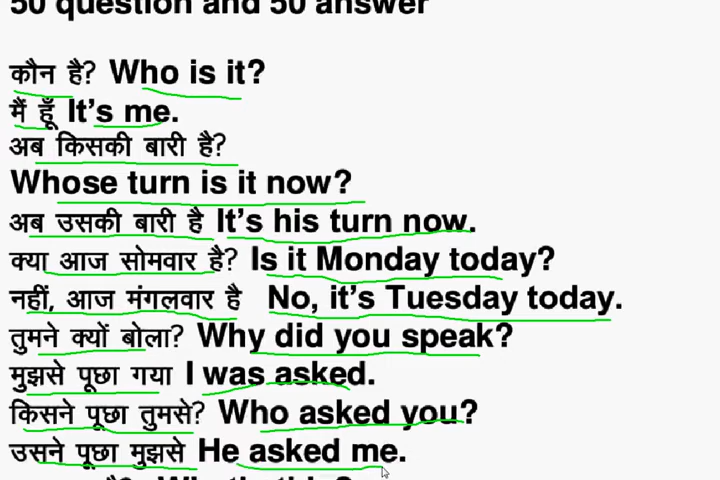 50 question and 50 answer
कौन है? Who is it?
मैं हूँ It's me.
अब किसकी बारी है?
Whose turn is it now?
अब उसकी बारी है It's his turn now.
क्या आज सोमवार है? Is it Monday today?
नहीं, आज मंगलवार है No, it's Tuesday today.
तुमने क्यों बोला? Why did you speak?
मुझसे पूछा गया I was asked.
किसने पूछा तुमसे? Who asked you?
उसने पूछा मुझसे He asked me.